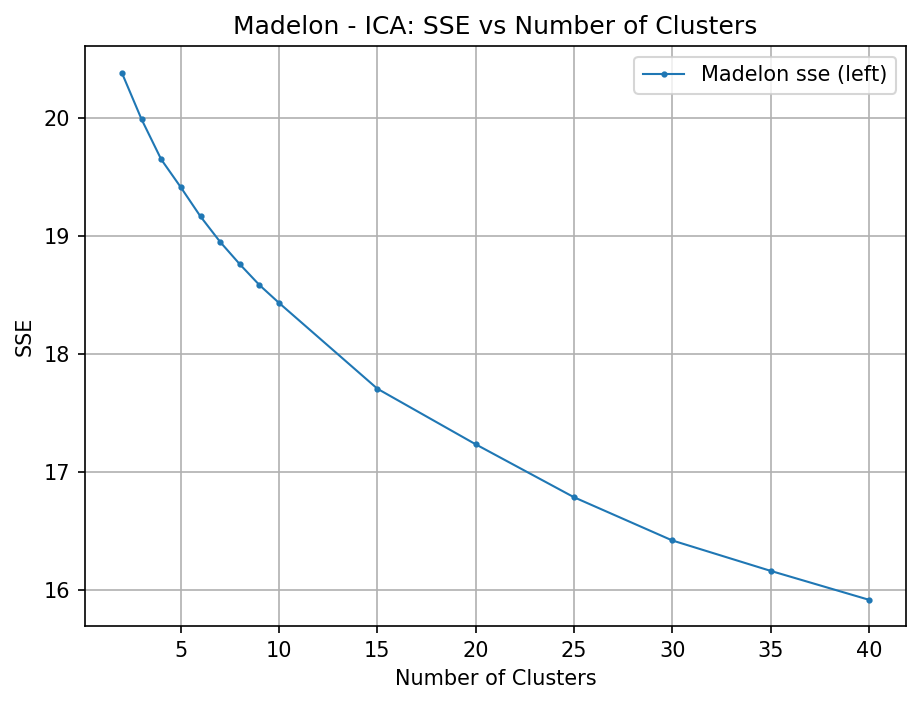 Madelon - ICA: SSE vs Number of Clusters
Madelon sse (left)
20
19
18
17
16
SSE
5 10 15 20 25 30 35 40
Number of Clusters